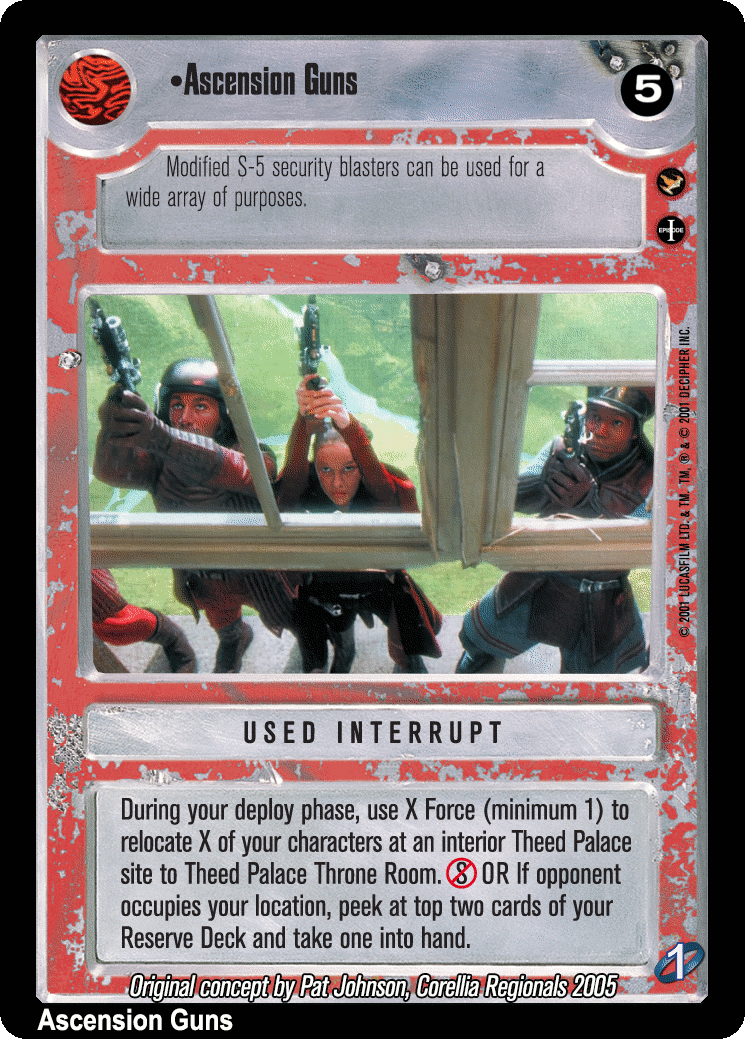 •Ascension Guns
5
Modified S-5 security blasters can be used for a
wide array of purposes.
EPISODE
I
© 2001 LUCASFILM LTD. & TM. TM, ® & © 2001 DECIPHER INC.
USED INTERRUPT
During your deploy phase, use X Force (minimum 1) to
relocate X of your characters at an interior Theed Palace
site to Theed Palace Throne Room. 8 OR If opponent
occupies your location, peek at top two cards of your
Reserve Deck and take one into hand.
1
Original concept by Pat Johnson, Corellia Regionals 2005
Ascension Guns